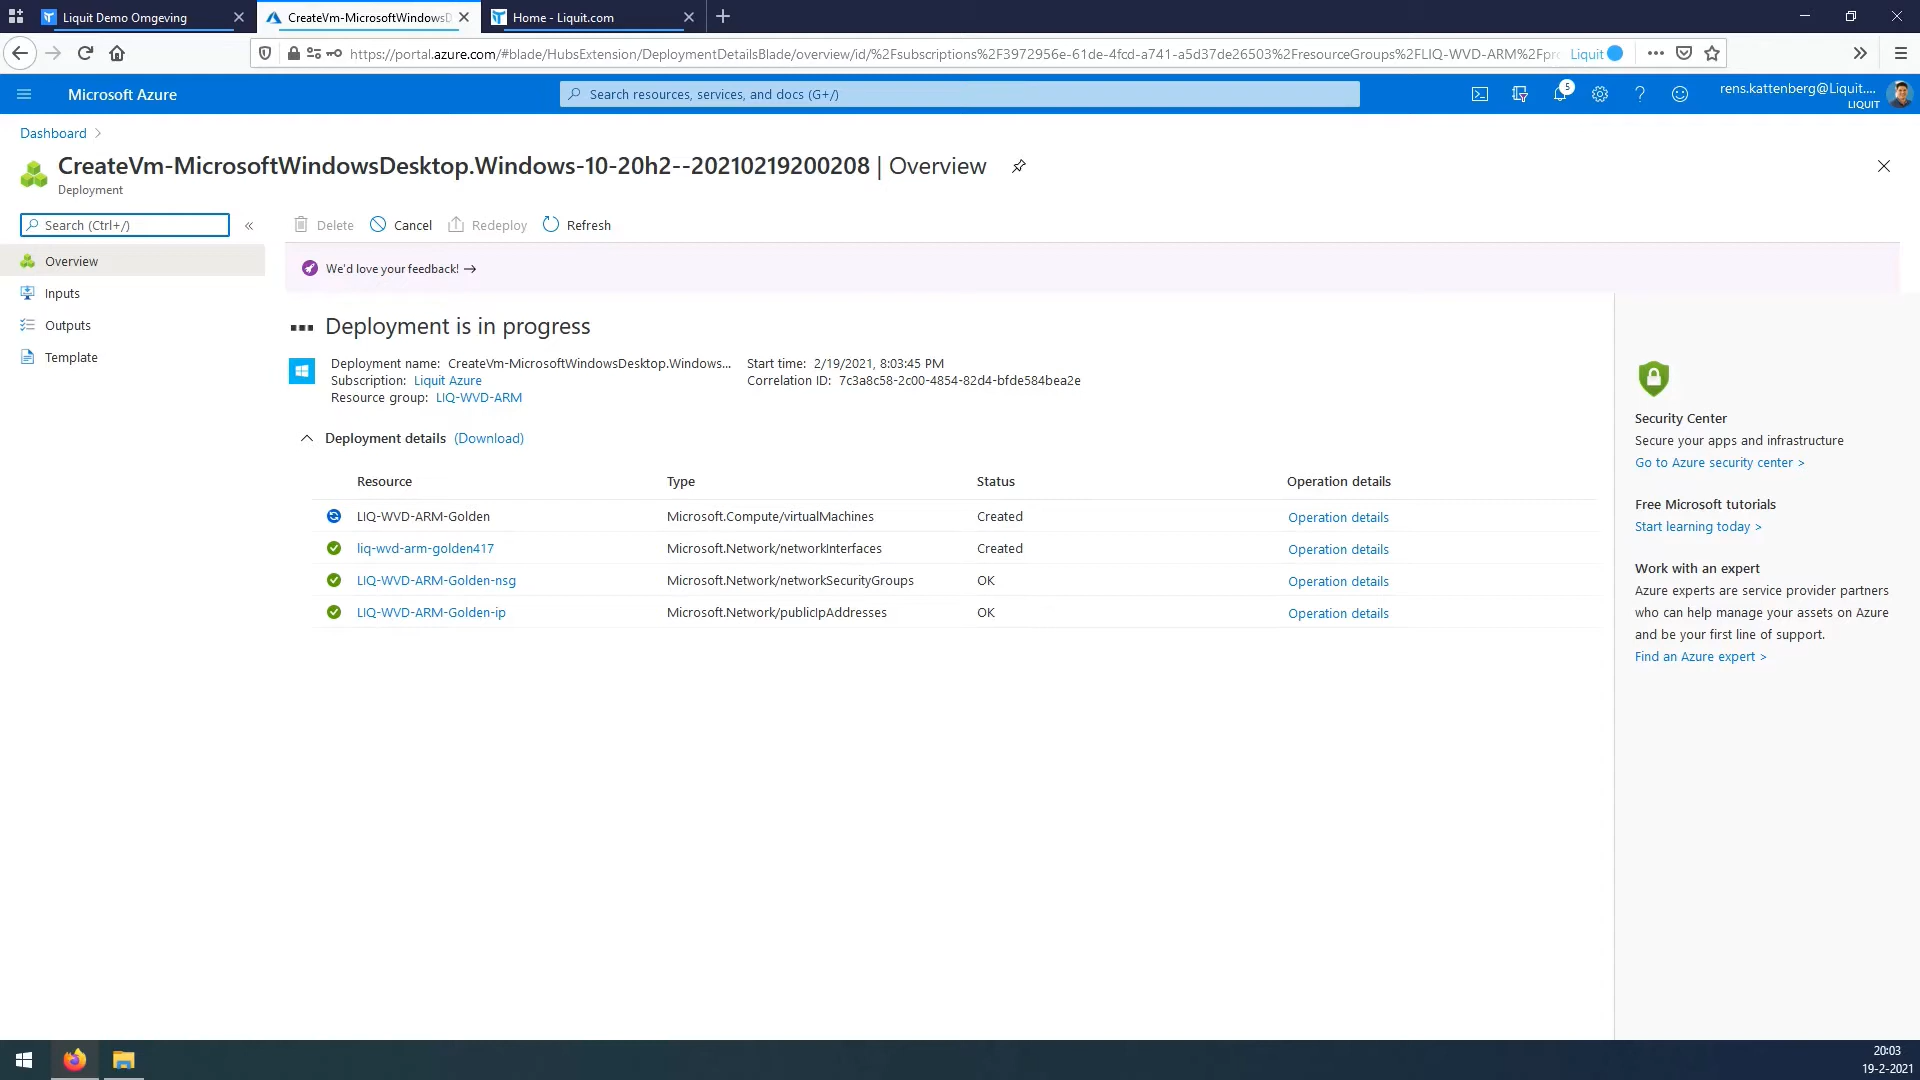 Liquit Demo Omgeving
CreateVm-MicrosoftWindowsD
Home - Liquit.com
https://portal.azure.com/#blade/HubsExtension/DeploymentDetailsBlade/overview/id/%2Fsubscriptions%2F3972956e-61de-4fcd-a741-a5d37de26503%2FresourceGroups%2FLIQ-WVD-ARM%2Fpro
Liquit
Microsoft Azure
Search resources, services, and docs (G+/)
5
rens.kattenberg@Liquit....
LIQUIT
Dashboard
CreateVm-MicrosoftWindowsDesktop.Windows-10-20h2--20210219200208 | Overview
Deployment
Search (Ctrl+/)
Delete
Cancel
Redeploy
Refresh
Overview
Inputs
Outputs
Template
We'd love your feedback! →
Deployment is in progress
Deployment name: CreateVm-MicrosoftWindowsDesktop.Windows...
Subscription: Liquit Azure
Resource group: LIQ-WVD-ARM
Start time: 2/19/2021, 8:03:45 PM
Correlation ID: 7c3a8c58-2c00-4854-82d4-bfde584bea2e
Deployment details (Download)
Resource Type Status Operation details
LIQ-WVD-ARM-Golden Microsoft.Compute/virtualMachines Created Operation details
liq-wvd-arm-golden417 Microsoft.Network/networkInterfaces Created Operation details
LIQ-WVD-ARM-Golden-nsg Microsoft.Network/networkSecurityGroups OK Operation details
LIQ-WVD-ARM-Golden-ip Microsoft.Network/publicIpAddresses OK Operation details
Security Center
Secure your apps and infrastructure
Go to Azure security center >
Free Microsoft tutorials
Start learning today >
Work with an expert
Azure experts are service provider partners
who can help manage your assets on Azure
and be your first line of support.
Find an Azure expert >
20:03
19-2-2021